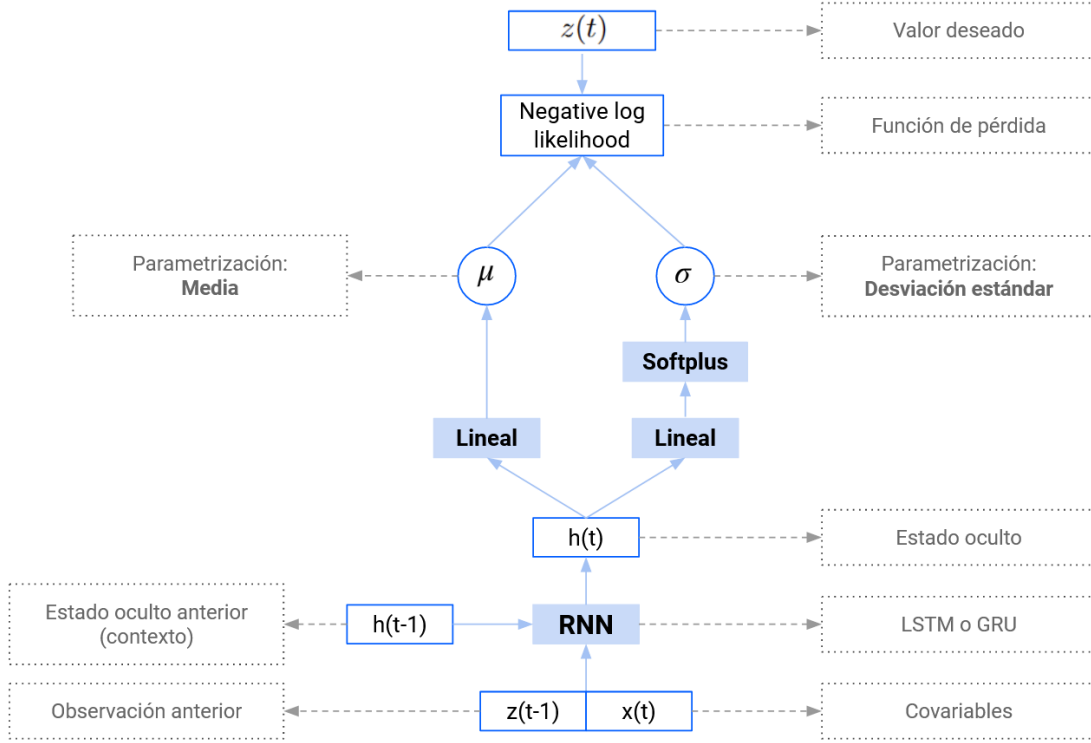 z(t)
Valor deseado
Negative log
likelihood
Función de pérdida
Parametrización:
Media
μ
σ
Parametrización:
Desviación estándar
Softplus
Lineal
Lineal
h(t)
Estado oculto
Estado oculto anterior
(contexto)
h(t-1)
RNN
LSTM o GRU
Observación anterior
z(t-1)
x(t)
Covariables